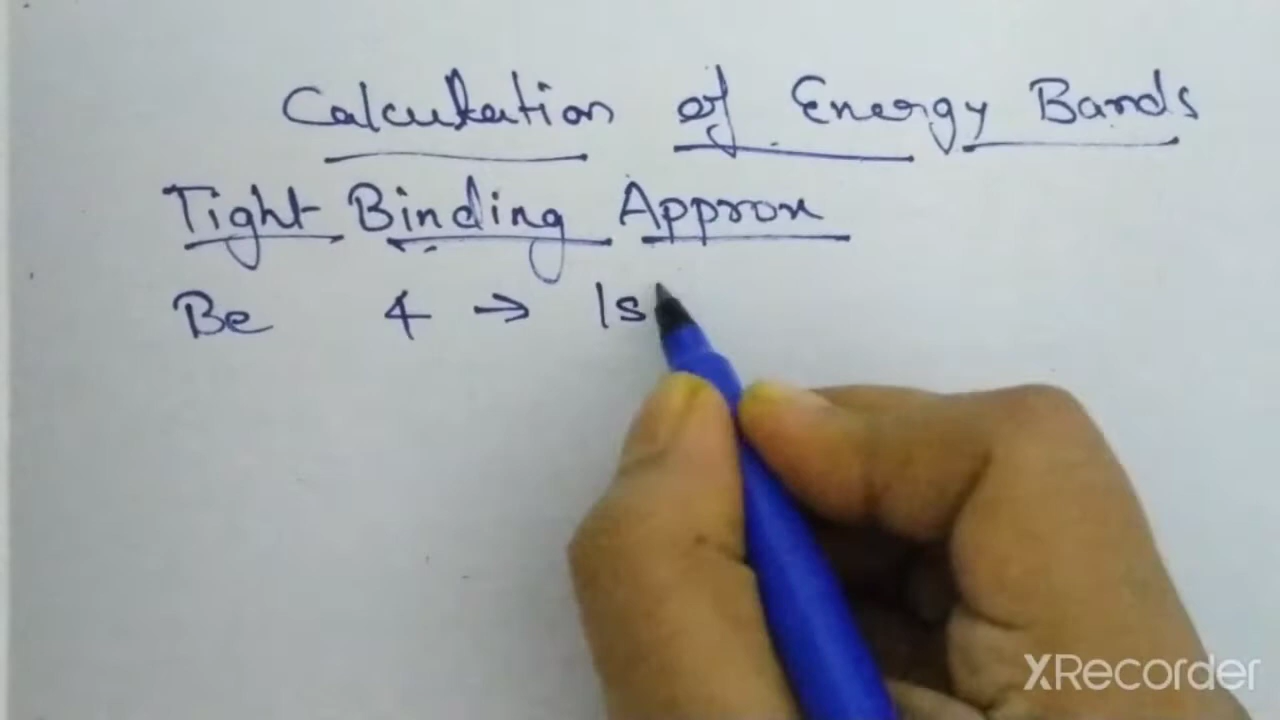 Calculation of Energy Bands
Tight Binding Approx
Be 4 → 1s
XRecorder